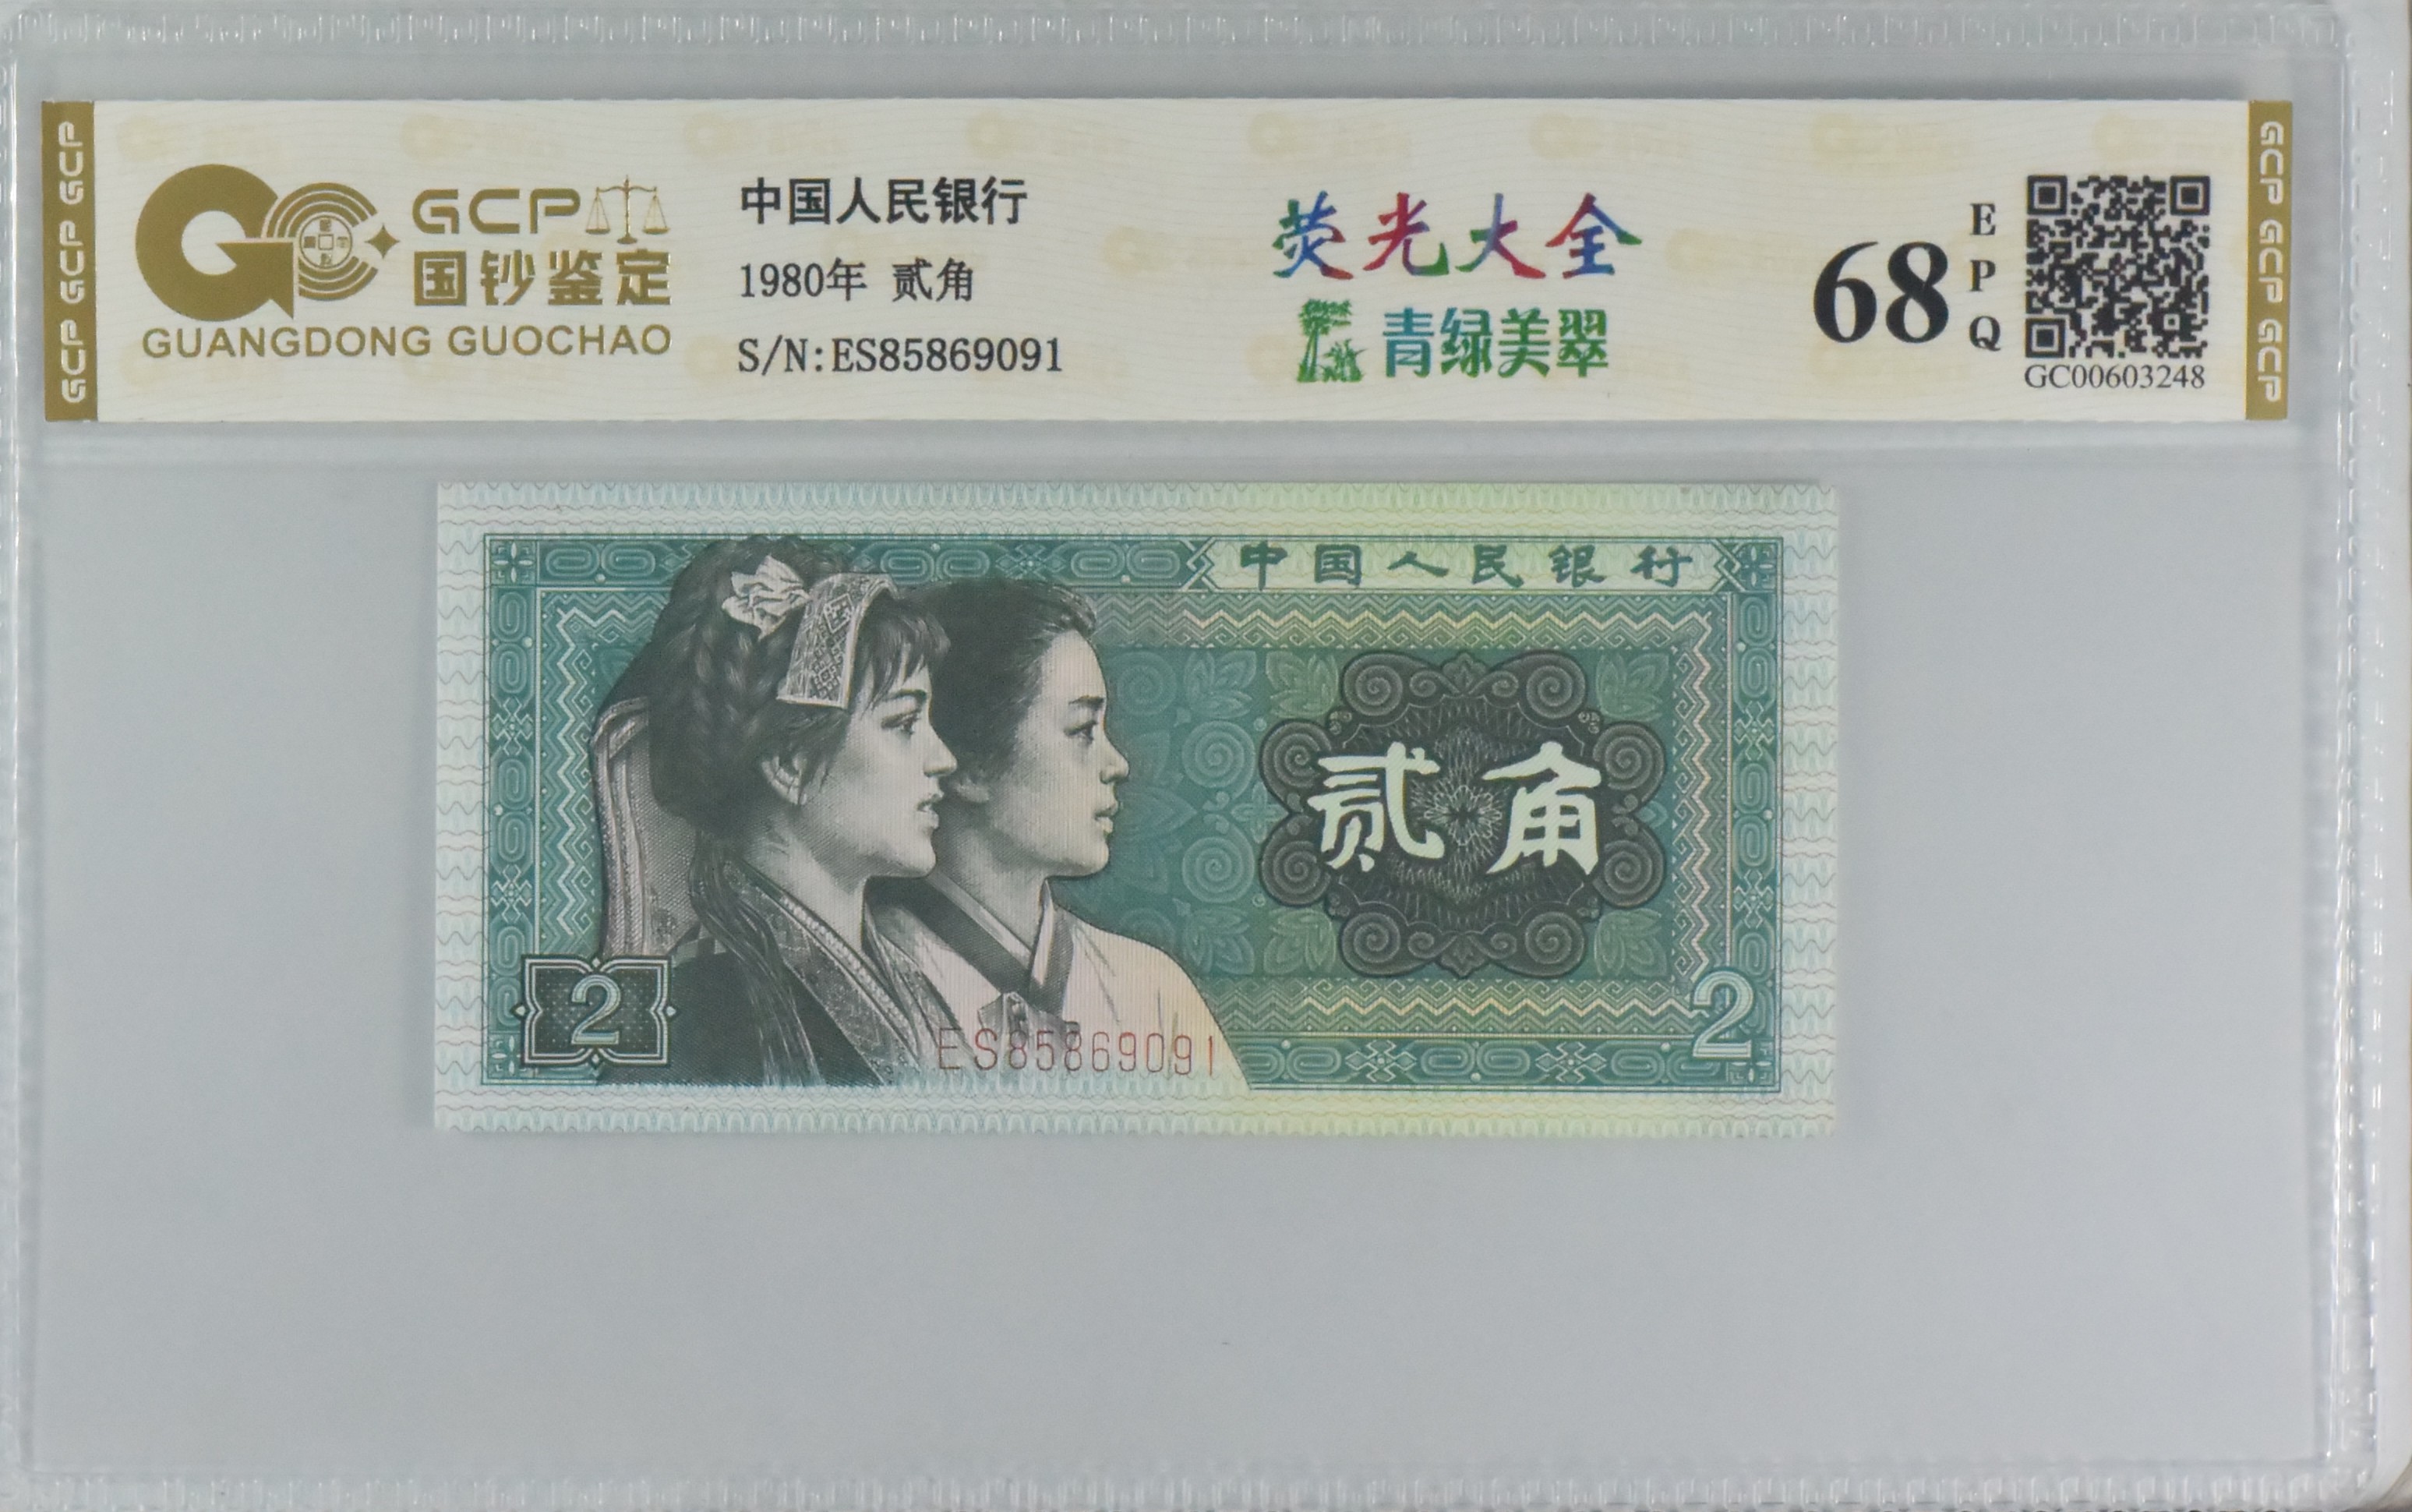 GCP GCP GCP
GCP
国钞鉴定
GUANGDONG GUOCHAO
中国人民银行
1980年 贰角
S/N:ES85869091
荧光大全
青绿美翠
68
EPQ
GC00603248
GCP GCP GCP
中国人民银行
贰角
2
2
ES85869091